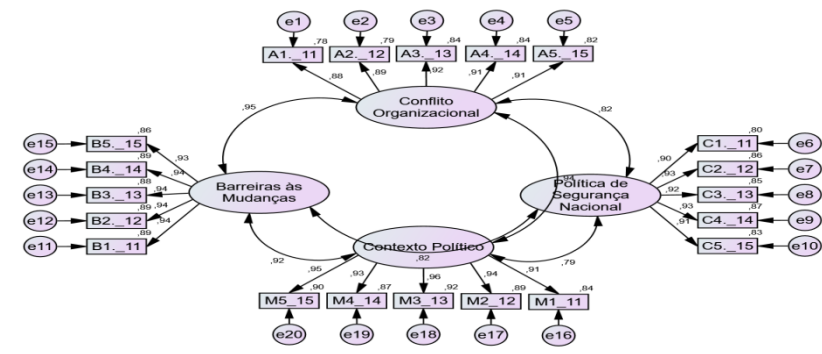 e1 e2 e3 e4 e5
,78 ,79 ,84 ,84 ,82
A1._11 A2._12 A3._13 A4._14 A5._15
,88 ,89 ,92 ,91 ,91
Conflito
Organizacional
,95 ,82
e15 B5._15 ,86 ,93
e14 B4._14 ,89 ,94
e13 B3._13 ,88 ,94
e12 B2._12 ,89 ,94
e11 B1._11 ,89 ,94
Barreiras às
Mudanças
,94
Política de
Segurança
Nacional
,90 C1._11 ,80 e6
,93 C2._12 ,86 e7
,92 C3._13 ,85 e8
,93 C4._14 ,87 e9
,91 C5._15 ,83 e10
Contexto Político
,92 ,82 ,79
,95 ,93 ,96 ,94 ,91
,90 ,87 ,92 ,89 ,84
M5_15 M4_14 M3_13 M2_12 M1_11
e20 e19 e18 e17 e16